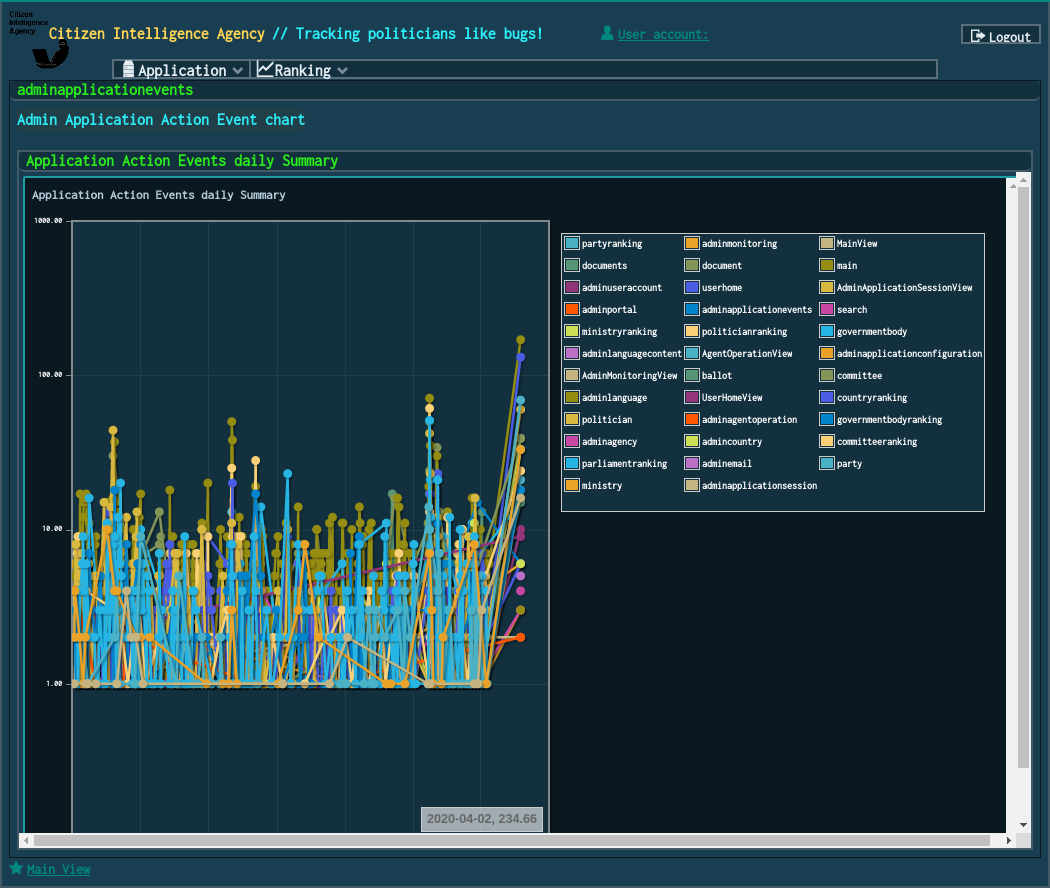 Citizen
Intelligence
Agency
Citizen Intelligence Agency // Tracking politicians like bugs!
User account:
Logout
Application
Ranking
adminapplicationevents
Admin Application Action Event chart
Application Action Events daily Summary
Application Action Events daily Summary
1000.00
100.00
10.00
1.00
partyranking adminmonitoring MainView
documents document main
adminuseraccount userhome AdminApplicationSessionView
adminportal adminapplicationevents search
ministryranking politicianranking governmentbody
adminlanguagecontent AgentOperationView adminapplicationconfiguration
AdminMonitoringView ballot committee
adminlanguage UserHomeView countryranking
politician adminagentoperation governmentbodyranking
adminagency admincountry committeeranking
parliamentranking adminemail party
ministry adminapplicationsession
2020-04-02, 234.66
Main View